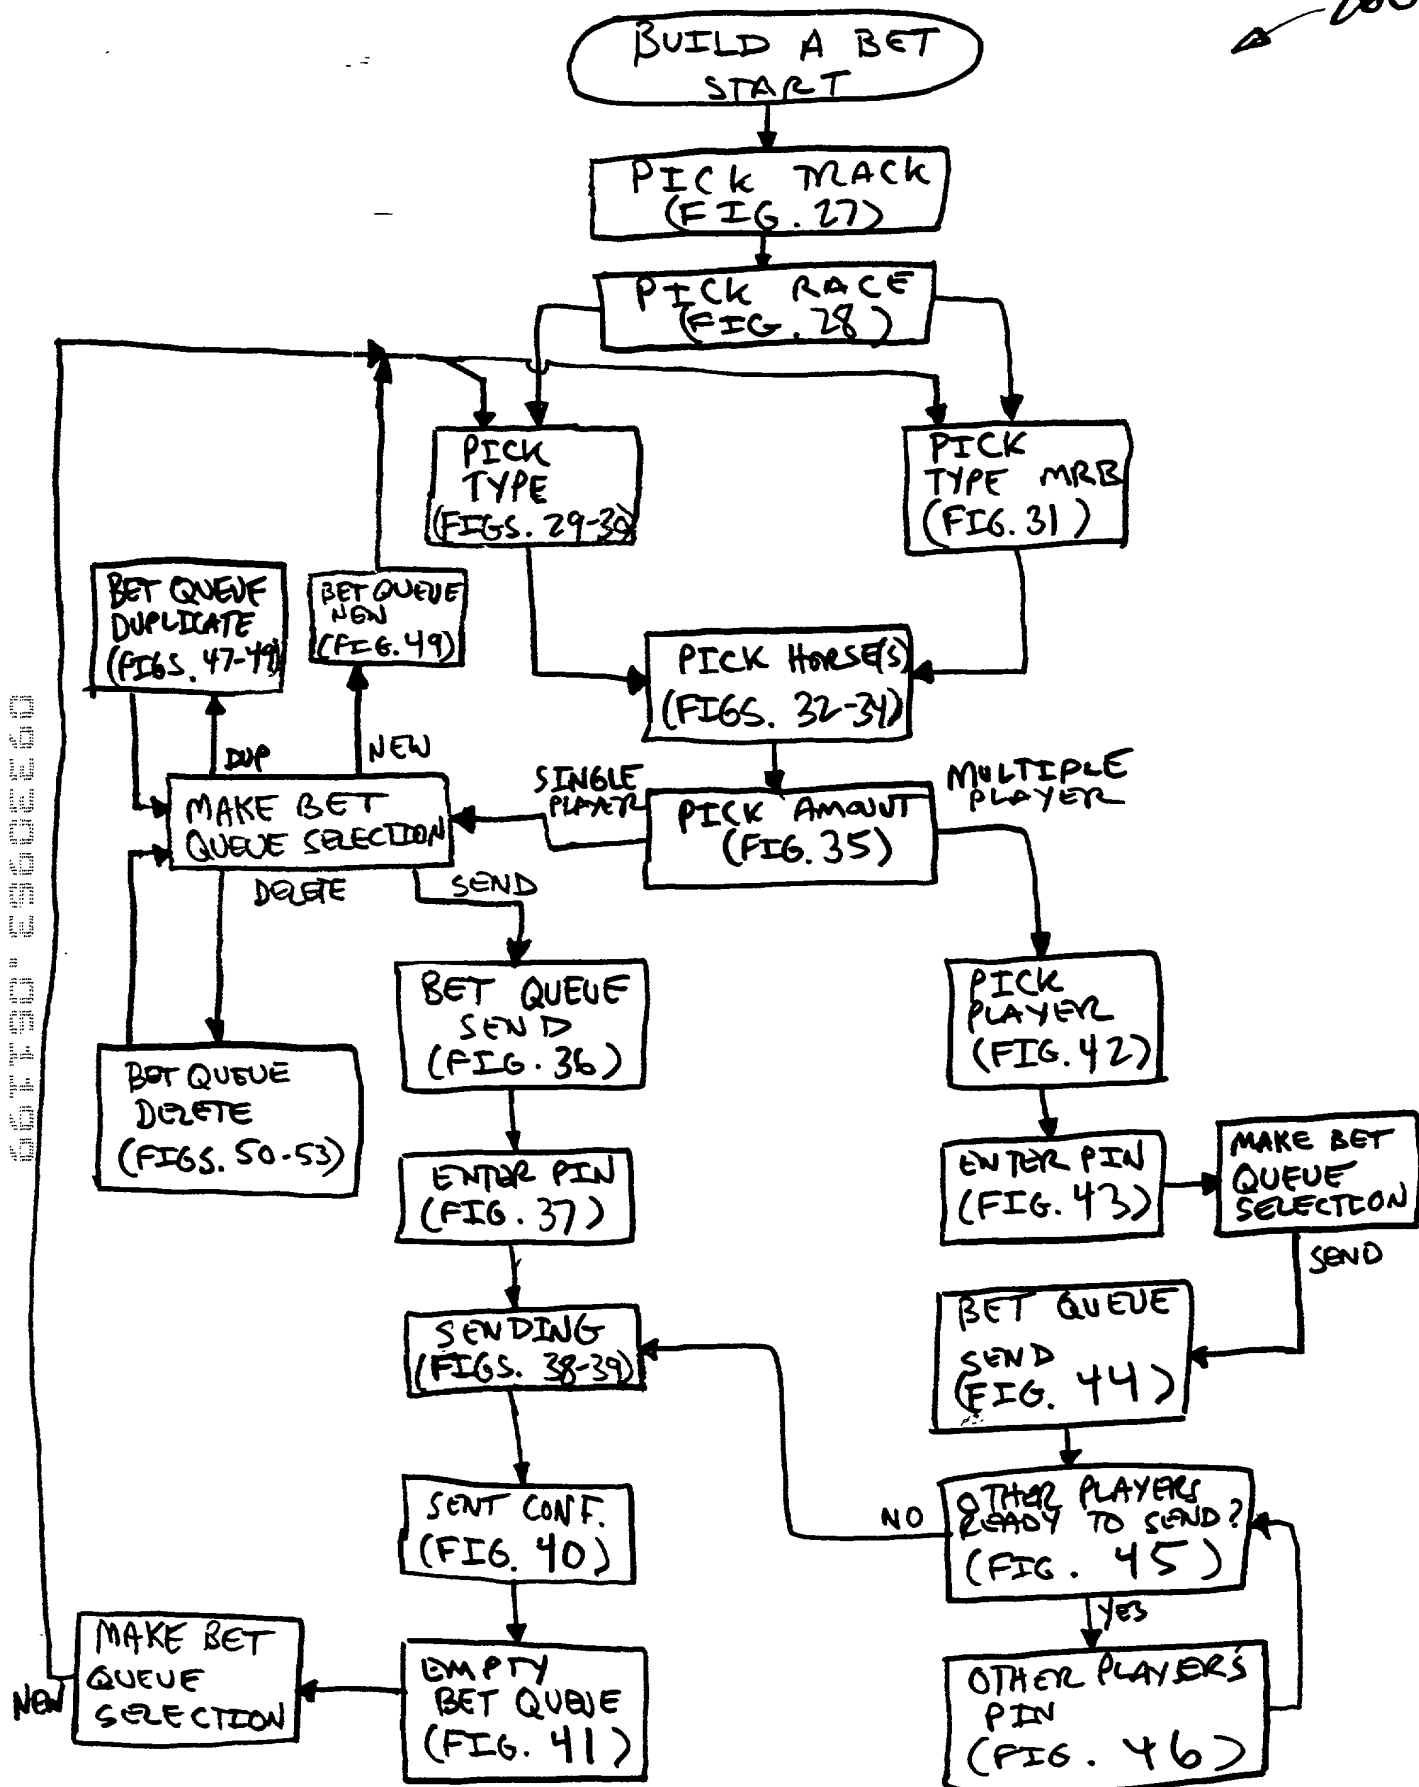 BUILD A BET
START
PICK TRACK
(FIG. 27)
PICK RACE
(FIG. 28)
PICK
TYPE
(FIGS. 29-30)
PICK
TYPE MRB
(FIG. 31)
BET QUEUE
DUPLICATE
(FIGS. 47-49)
BET QUEUE
NEW
(FIG. 49)
PICK HORSE(S)
(FIGS. 32-34)
DUP
NEW
SINGLE
PLAYER
MULTIPLE
PLAYER
MAKE BET
QUEUE SELECTION
PICK AMOUNT
(FIG. 35)
DELETE
SEND
BET QUEUE
SEND
(FIG. 36)
PICK
PLAYER
(FIG. 42)
BET QUEUE
DELETE
(FIGS. 50-53)
ENTER PIN
(FIG. 37)
ENTER PIN
(FIG. 43)
MAKE BET
QUEUE
SELECTION
SEND
SENDING
(FIGS. 38-39)
BET QUEUE
SEND
(FIG. 44)
SENT CONF.
(FIG. 40)
NO
OTHER PLAYERS
READY TO SEND?
(FIG. 45)
YES
MAKE BET
QUEUE
SELECTION
NEW
EMPTY
BET QUEUE
(FIG. 41)
OTHER PLAYER'S
PIN
(FIG. 46)